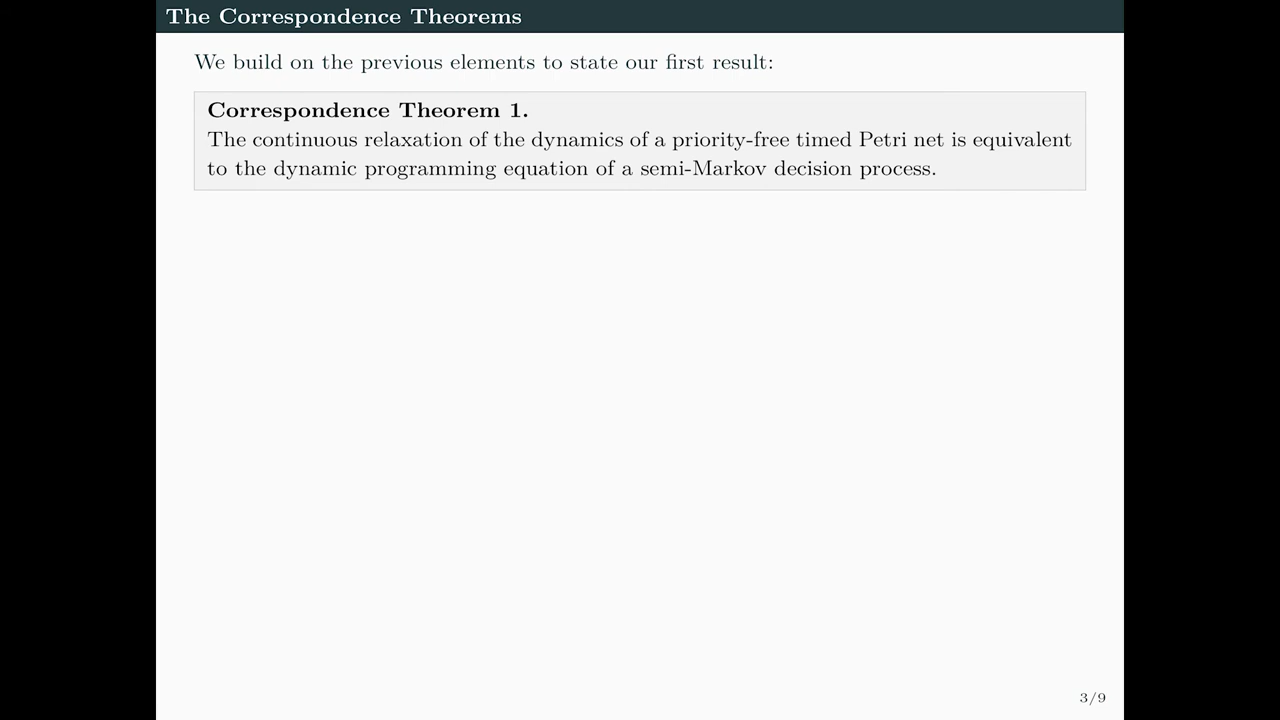 The Correspondence Theorems
We build on the previous elements to state our first result:
Correspondence Theorem 1.
The continuous relaxation of the dynamics of a priority-free timed Petri net is equivalent
to the dynamic programming equation of a semi-Markov decision process.
3/9